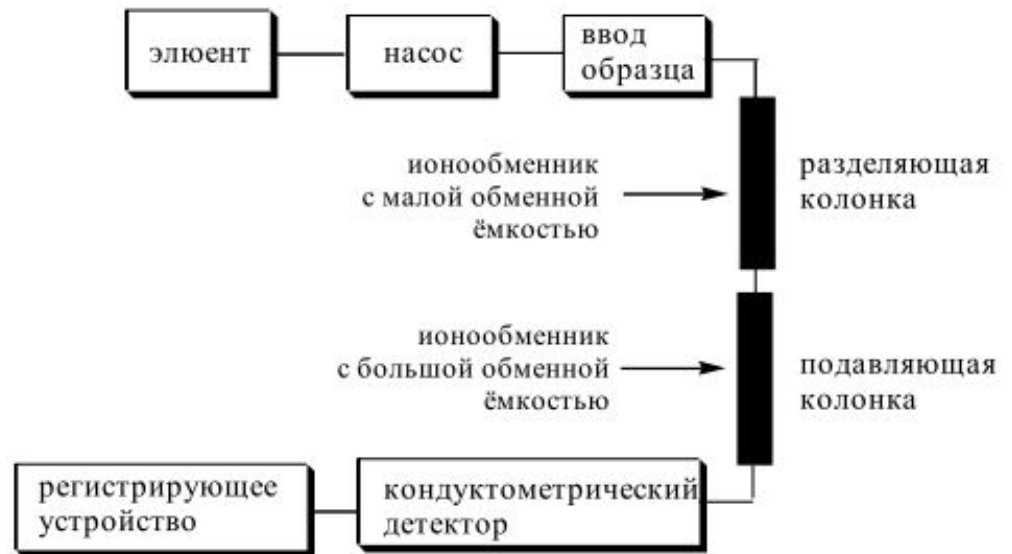 элюент
насос
ввод
образца
ионообменник
с малой обменной
ёмкостью
разделяющая
колонка
ионообменник
с большой обменной
ёмкостью
подавляющая
колонка
регистрирующее
устройство
кондуктометрический
детектор